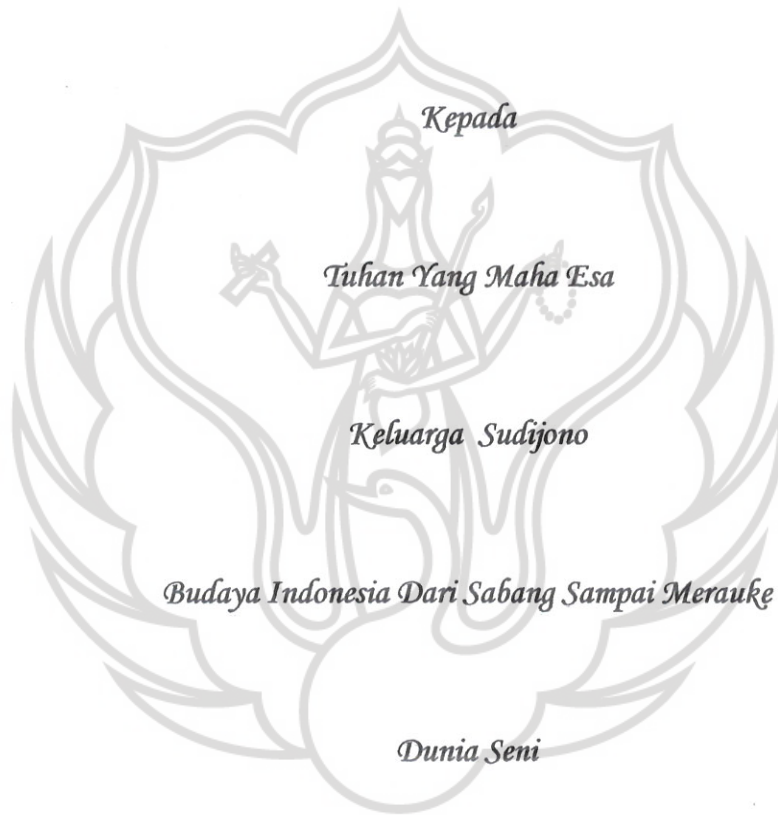 Kepada
Tuhan Yang Maha Esa
Keluarga Sudijono
Budaya Indonesia Dari Sabang Sampai Merauke
Dunia Seni